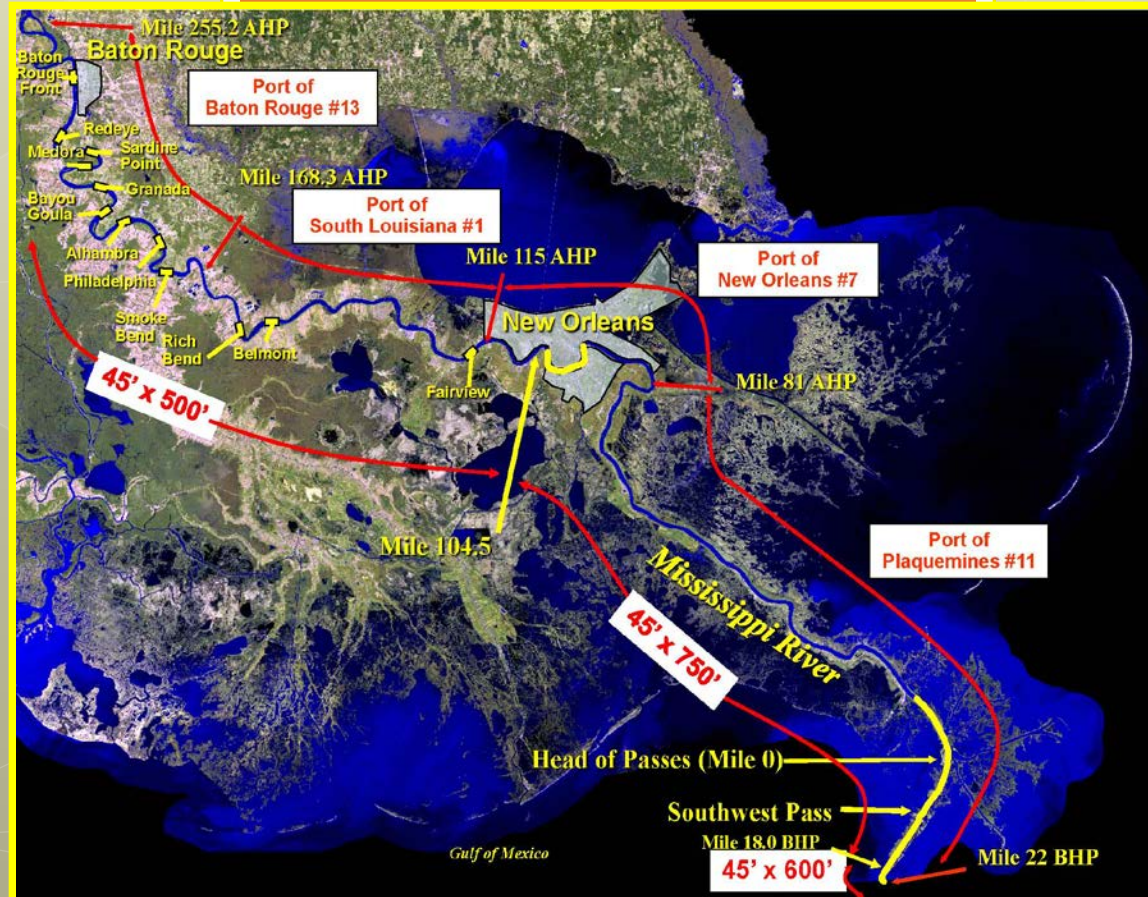 Mile 255.2 AHP
Baton Rouge
Baton
Rouge
Front
Port of
Baton Rouge #13
Redeye
Medora
Sardine
Point
Granada
Bayou
Goula
Mile 168.3 AHP
Port of
South Louisiana #1
Alhambra
Philadelphia
Mile 115 AHP
Port of
New Orleans #7
Smoke
Bend
Rich
Bend
Belmont
New Orleans
Fairview
Mile 81 AHP
45' x 500'
Mile 104.5
Port of
Plaquemines #11
Mississippi River
45' x 750'
Head of Passes (Mile 0)
Southwest Pass
Mile 18.0 BHP
Gulf of Mexico
45' x 600'
Mile 22 BHP